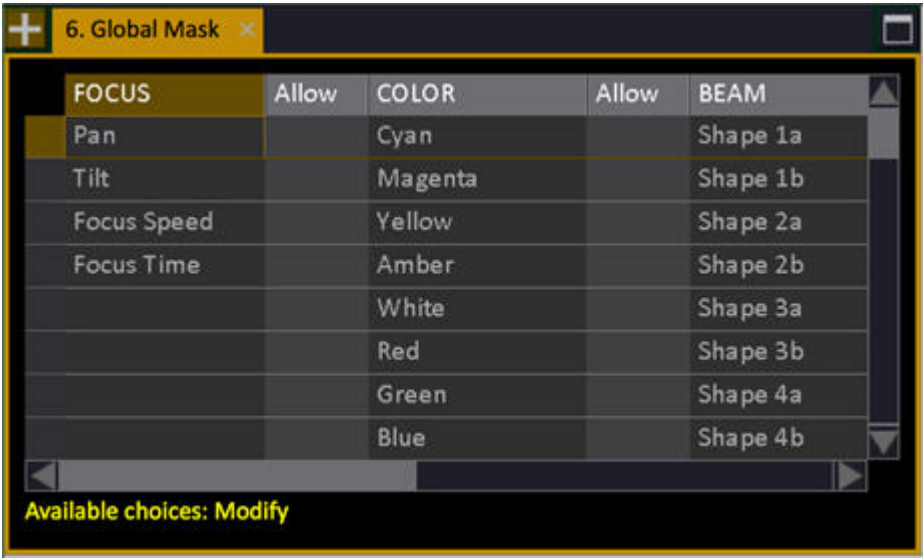 6. Global Mask ×
FOCUS Allow COLOR Allow BEAM
Pan Cyan Shape 1a
Tilt Magenta Shape 1b
Focus Speed Yellow Shape 2a
Focus Time Amber Shape 2b
White Shape 3a
Red Shape 3b
Green Shape 4a
Blue Shape 4b
Available choices: Modify